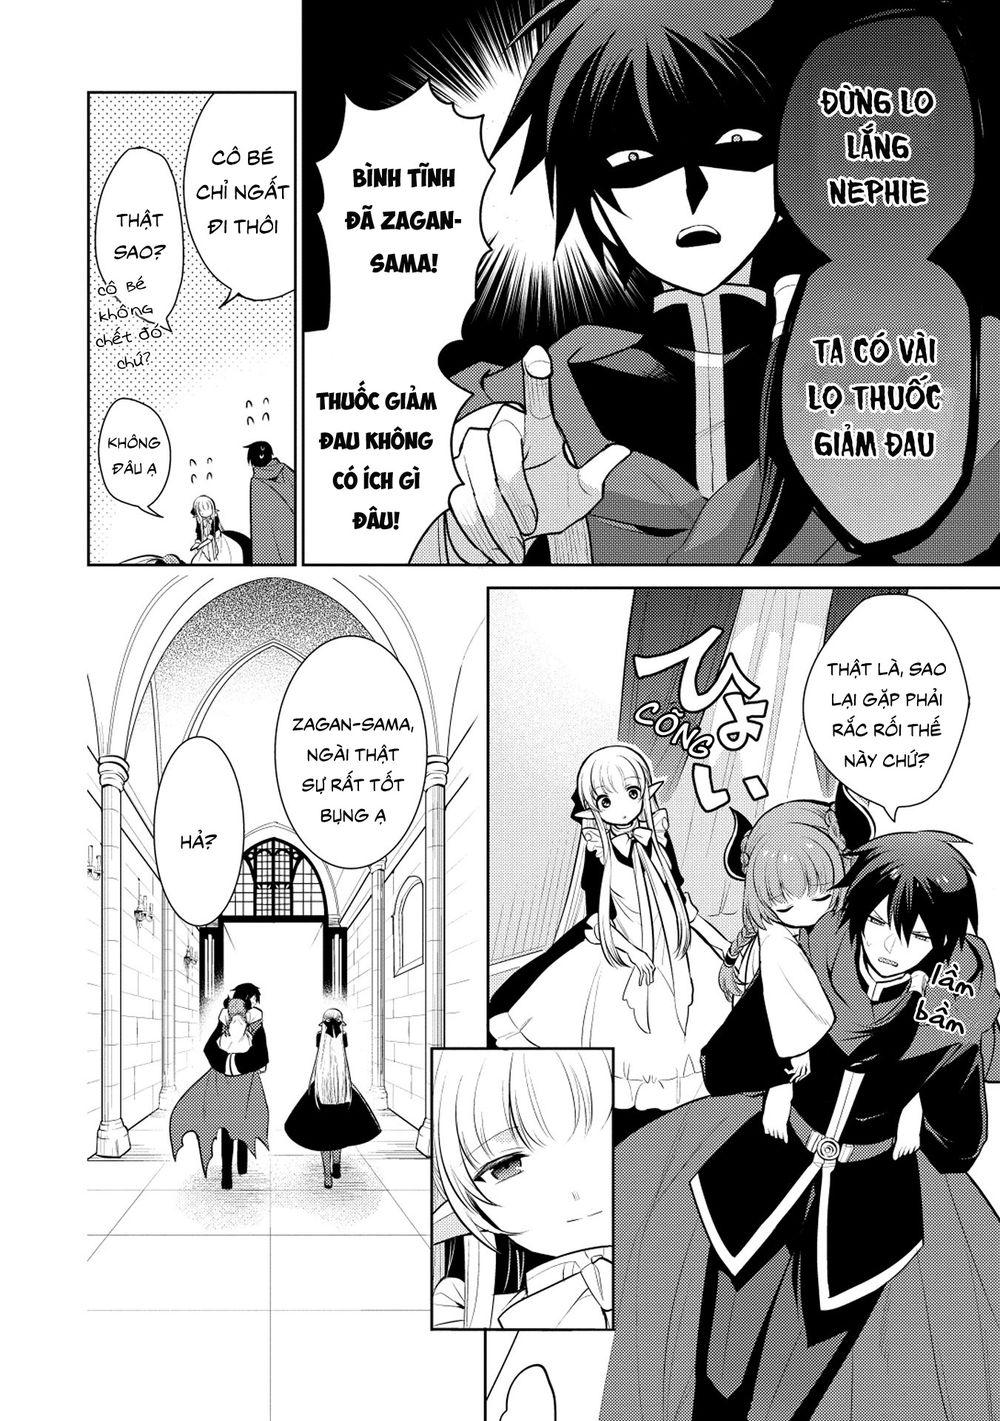 ĐỪNG LO
LẮNG
NEPHIE
TA CÓ VÀI
LỌ THUỐC
GIẢM ĐAU
BÌNH TĨNH
ĐÃ ZAGAN-
SAMA!
THUỐC GIẢM
ĐAU KHÔNG
CÓ ÍCH GÌ
ĐÂU!
CÔ BÉ
CHỈ NGẤT
ĐI THÔI
THẬT
SAO?
CÔ BÉ
KHÔNG
CHẾT ĐÓ
CHỨ?
KHÔNG
ĐÂU Ạ
THẬT LÀ, SAO
LẠI GẶP PHẢI
RẮC RỐI THẾ
NÀY CHỨ?
ひょい
CÕNG
LẦM
BẦM
ZAGAN-SAMA,
NGÀI THẬT
SỰ RẤT TỐT
BỤNG Ạ
HẢ?